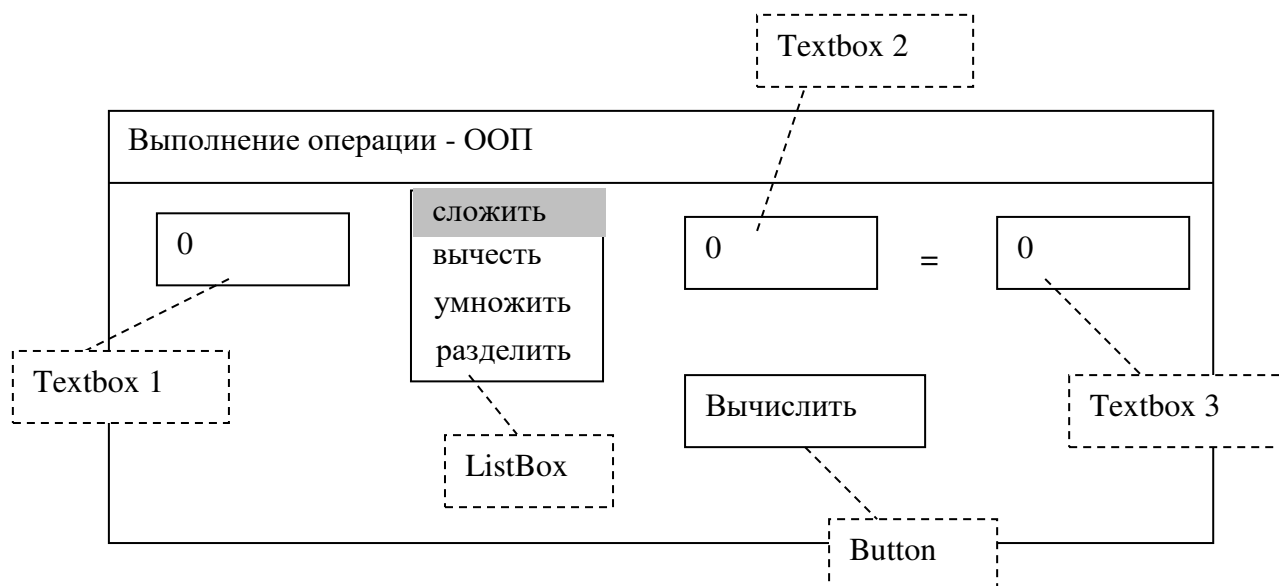 Textbox 2
Выполнение операции - ООП
0
сложить
вычесть
умножить
разделить
0
=
0
Textbox 1
Вычислить
Textbox 3
ListBox
Button